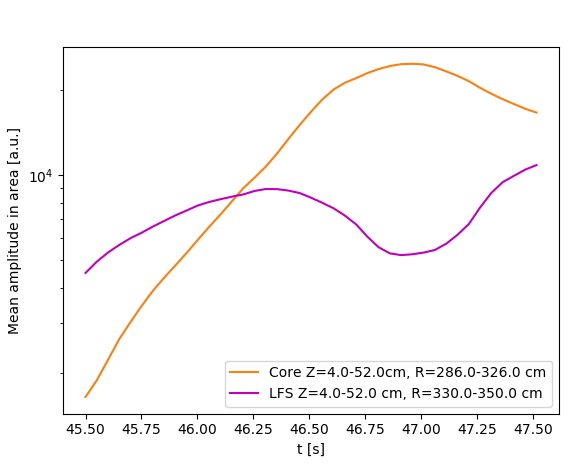 Mean amplitude in area [a.u.]
10^4
Core Z=4.0-52.0cm, R=286.0-326.0 cm
LFS Z=4.0-52.0 cm, R=330.0-350.0 cm
45.50 45.75 46.00 46.25 46.50 46.75 47.00 47.25 47.50
t [s]